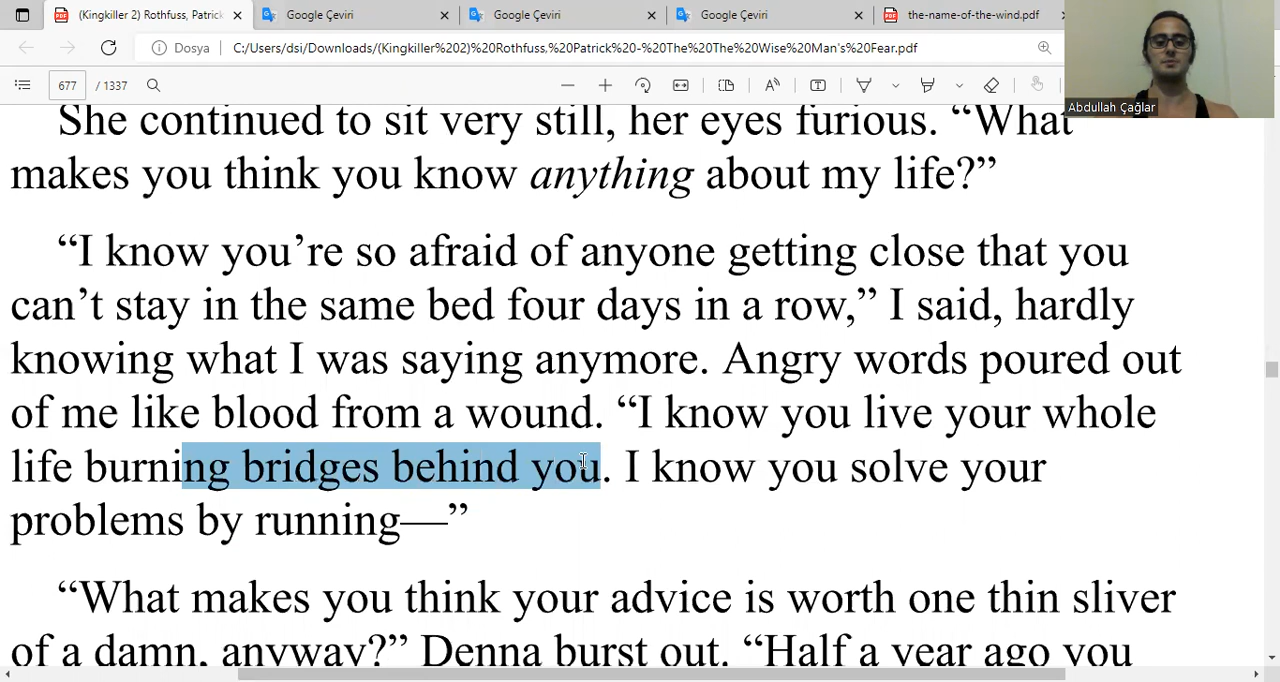 (Kingkiller 2) Rothfuss, Patrick
Google Çeviri
Google Çeviri
Google Çeviri
the-name-of-the-wind.pdf
Dosya
C:/Users/dsi/Downloads/(Kingkiller%202)%20Rothfuss,%20Patrick%20-%20The%20The%20Wise%20Man's%20Fear.pdf
677 / 1337
Abdullah Çağlar
She continued to sit very still, her eyes furious. “What
makes you think you know anything about my life?”
“I know you’re so afraid of anyone getting close that you
can’t stay in the same bed four days in a row,” I said, hardly
knowing what I was saying anymore. Angry words poured out
of me like blood from a wound. “I know you live your whole
life burning bridges behind you. I know you solve your
problems by running—”
“What makes you think your advice is worth one thin sliver
of a damn, anyway?” Denna burst out. “Half a year ago you